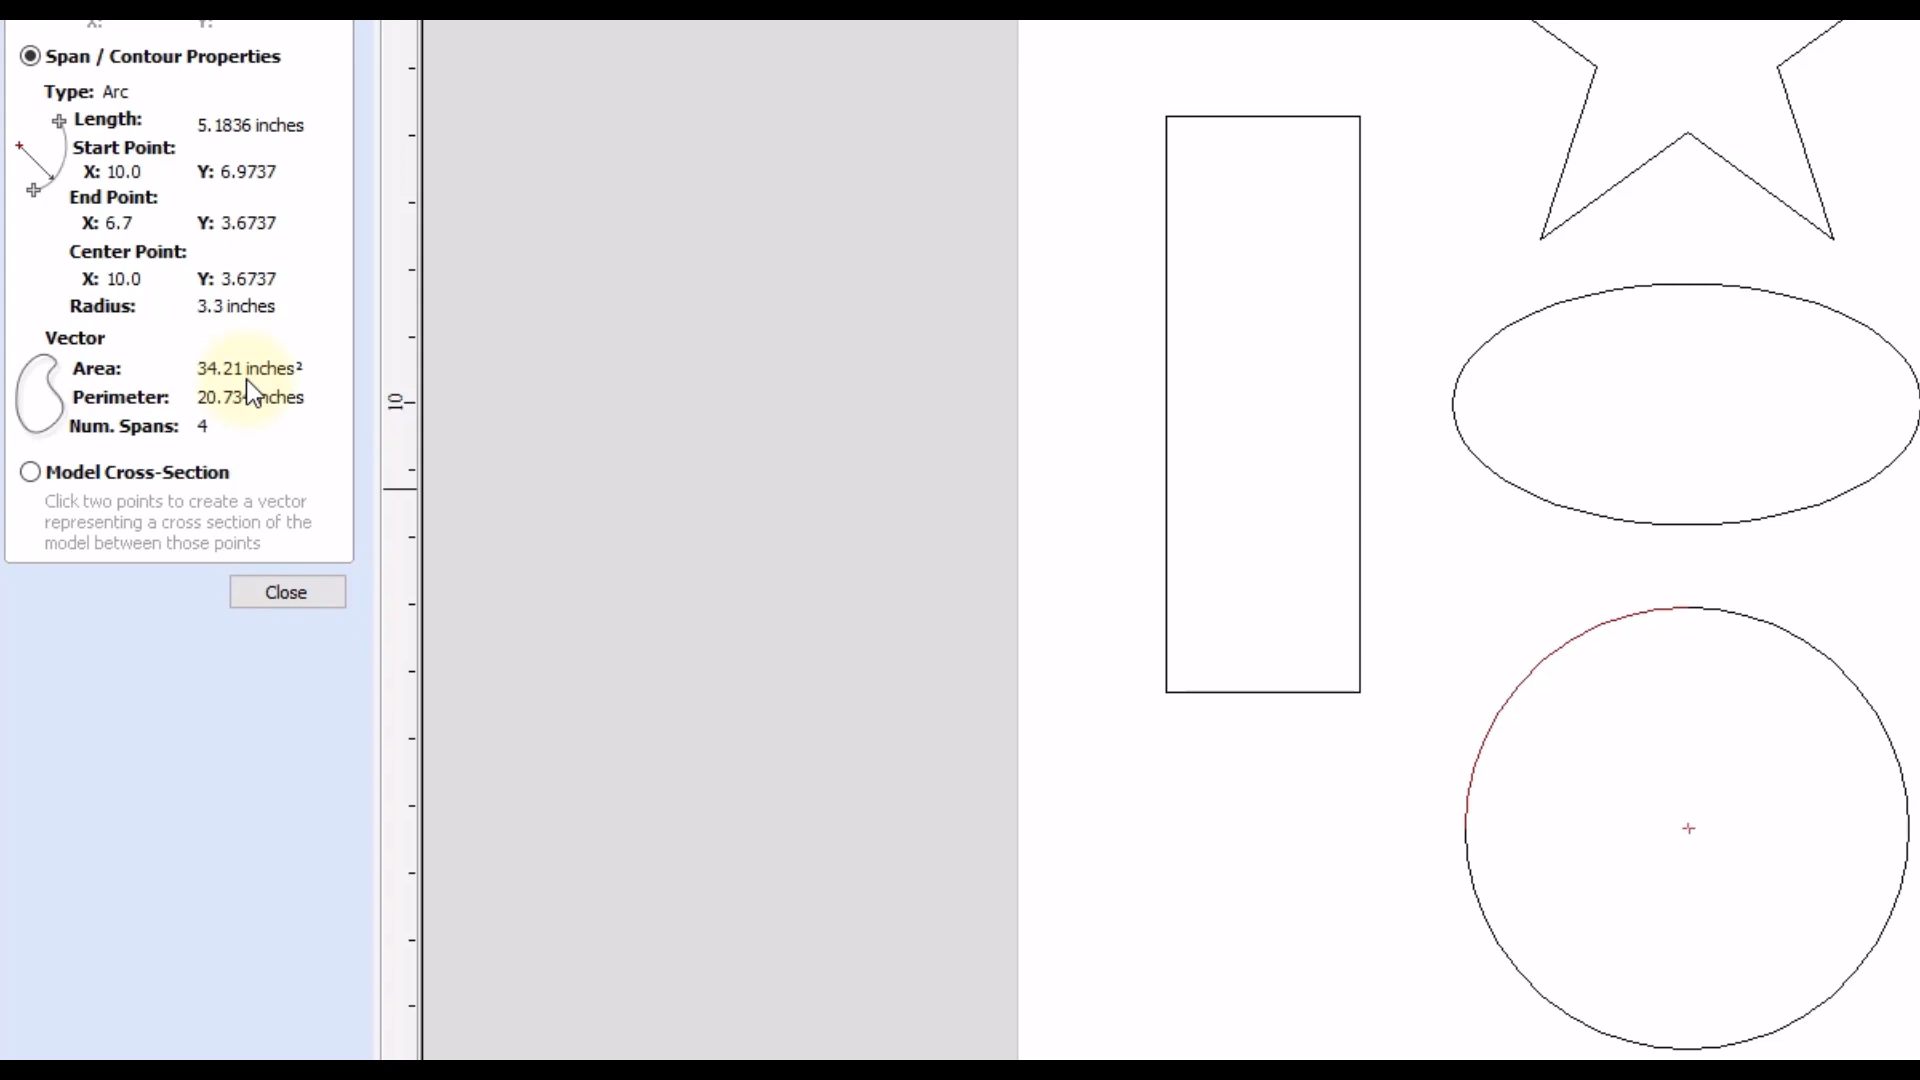 X: Y:
Span / Contour Properties
Type: Arc
Length: 5.1836 inches
Start Point:
X: 10.0 Y: 6.9737
End Point:
X: 6.7 Y: 3.6737
Center Point:
X: 10.0 Y: 3.6737
Radius: 3.3 inches
Vector
Area: 34.21 inches²
Perimeter:
Num. Spans: 4
Model Cross-Section
Click two points to create a vector
representing a cross section of the
model between those points
Close
10